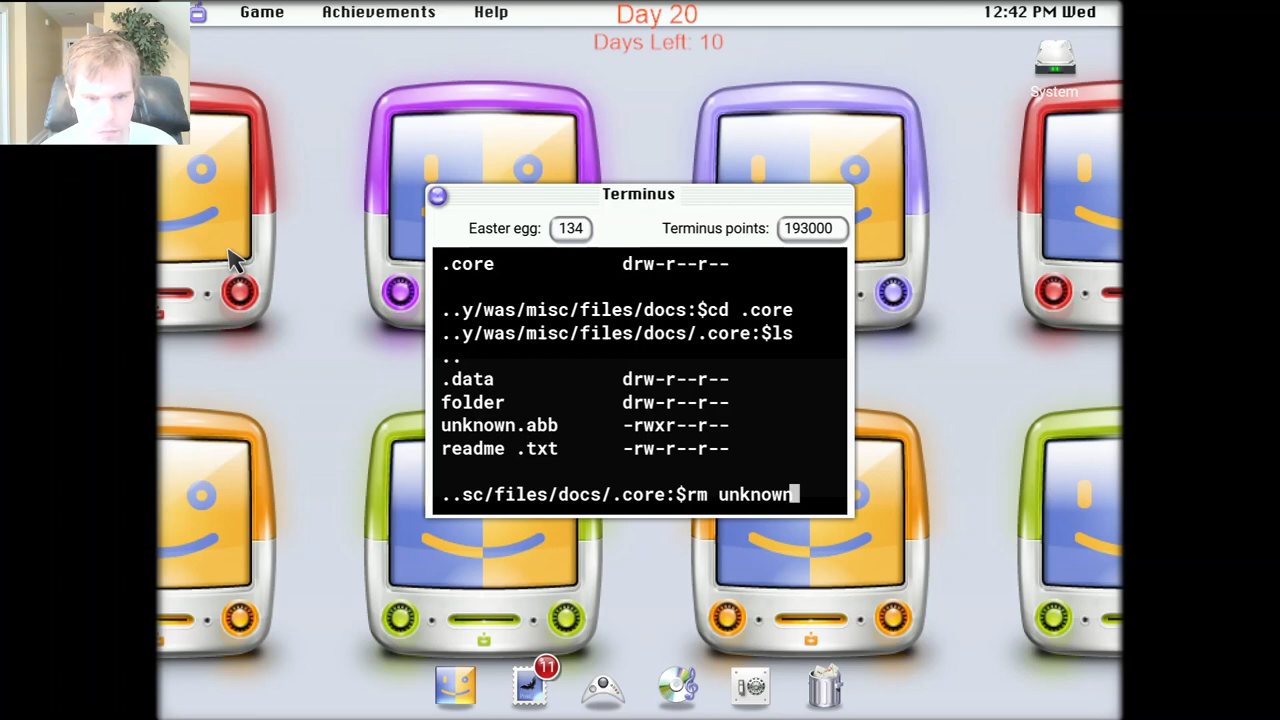 Game Achievements Help
Day 20
Days Left: 10
12:42 PM Wed
System
Terminus
Easter egg: 134 Terminus points: 193000
.core drw-r--r--
..y/was/misc/files/docs:$cd .core
..y/was/misc/files/docs/.core:$ls
..
.data drw-r--r--
folder drw-r--r--
unknown.abb -rwxr--r--
readme .txt -rw-r--r--
..sc/files/docs/.core:$rm unknown
11